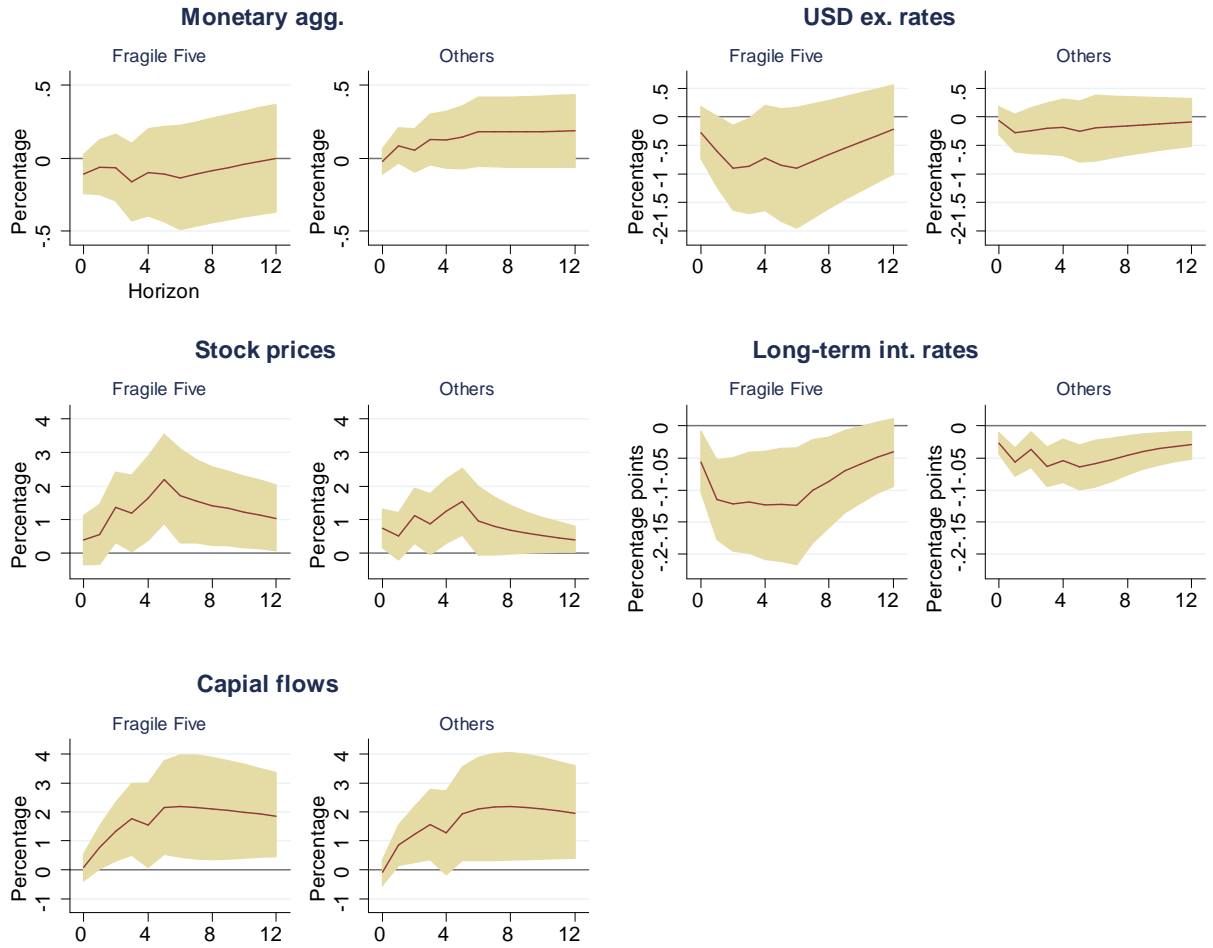 Monetary agg.
Fragile Five
Others
Percentage
.5
0
-.5
0 4 8 12
Horizon
Percentage
.5
0
-.5
0 4 8 12
USD ex. rates
Fragile Five
Others
Percentage
.5
0
-.5
-1
-1.5
-2
0 4 8 12
Percentage
.5
0
-.5
-1
-1.5
-2
0 4 8 12
Stock prices
Fragile Five
Others
Percentage
4
3
2
1
0
0 4 8 12
Percentage
4
3
2
1
0
0 4 8 12
Long-term int. rates
Fragile Five
Others
Percentage points
0
-.05
-.1
-.15
-.2
0 4 8 12
Percentage points
0
-.05
-.1
-.15
-.2
0 4 8 12
Capial flows
Fragile Five
Others
Percentage
4
3
2
1
0
-1
0 4 8 12
Percentage
4
3
2
1
0
-1
0 4 8 12